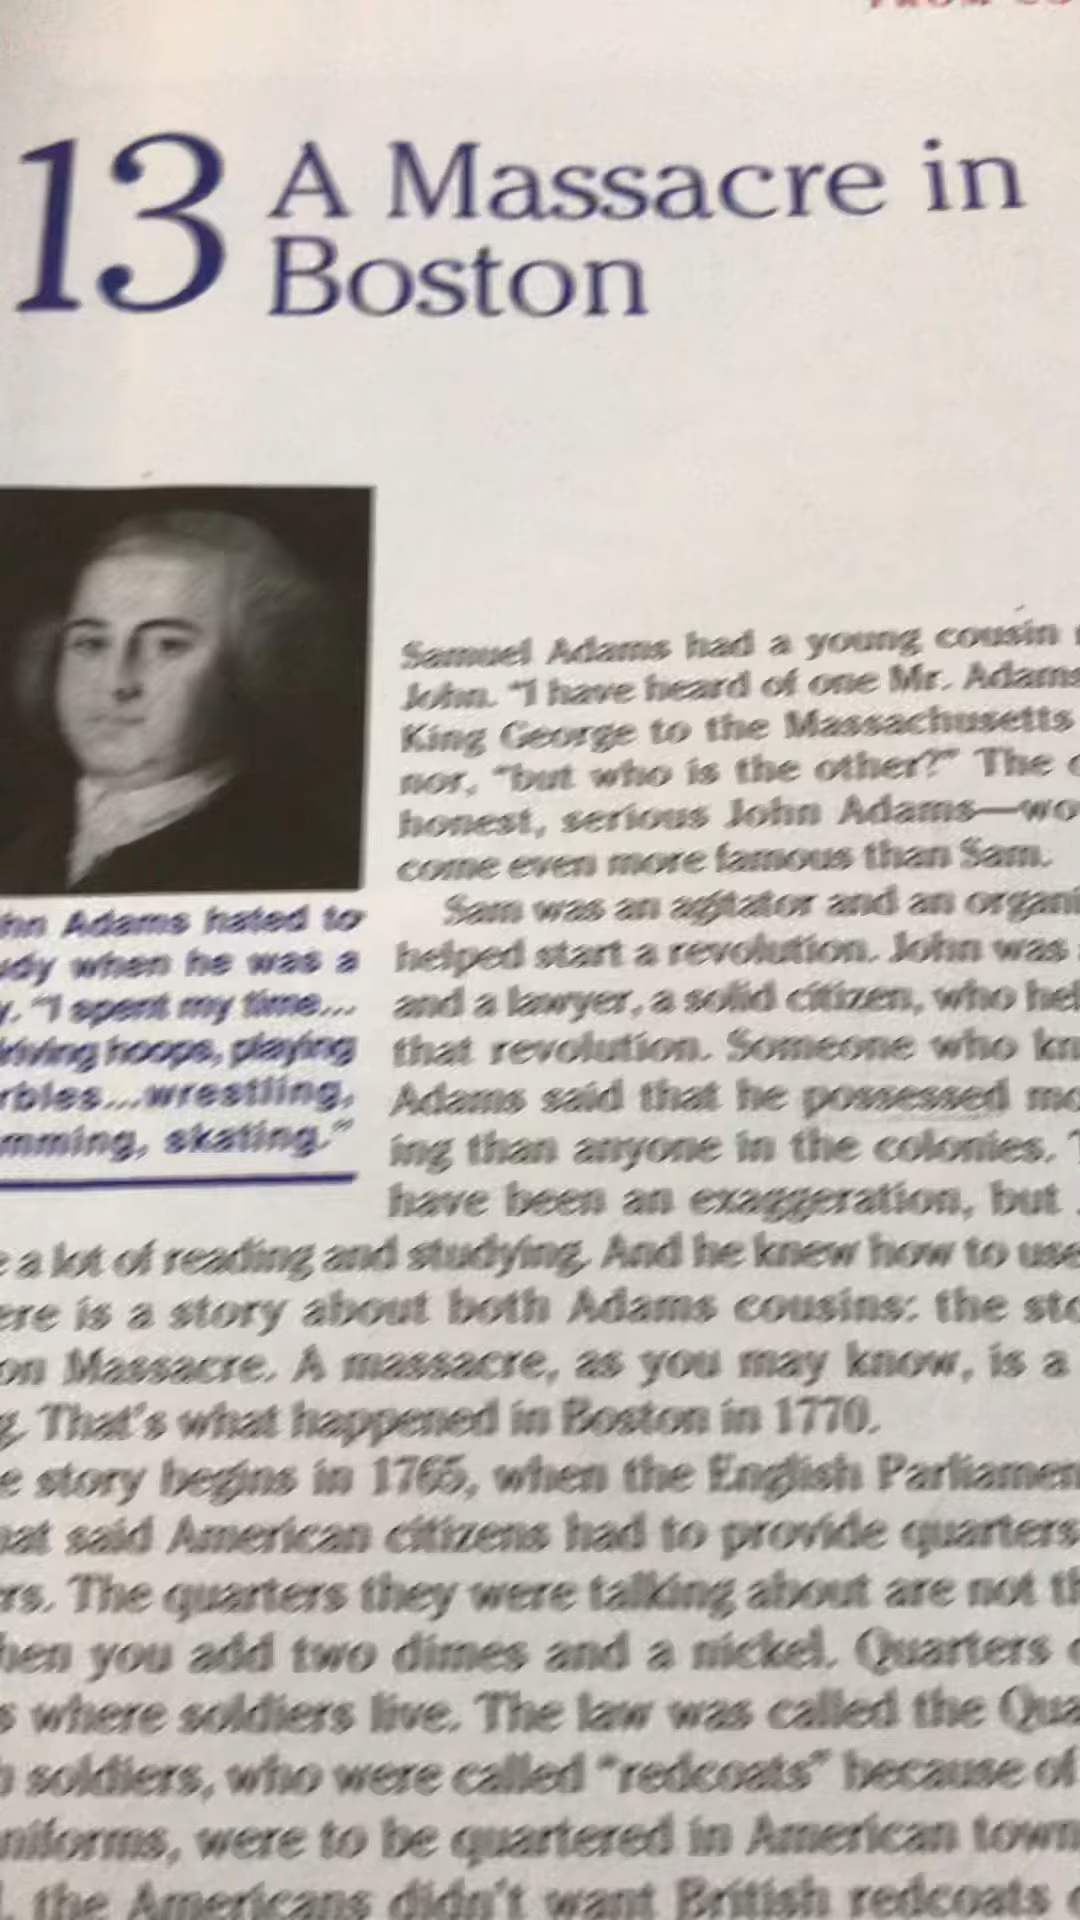 FROM CO
13 A Massacre in
Boston
hn Adams hated to
udy when he was a
y. "I spent my time...
riving hoops, playing
rbles...wrestling,
mming, skating."
Samuel Adams had a young cousin
John. "I have heard of one Mr. Adams
King George to the Massachusetts
nor, "but who is the other?" The
honest, serious John Adams—wo
come even more famous than Sam.
Sam was an agitator and an organi
helped start a revolution. John was
and a lawyer, a solid citizen, who hel
that revolution. Someone who kn
Adams said that he possessed mo
ing than anyone in the colonies.
have been an exaggeration, but
e a lot of reading and studying. And he knew how to use
ere is a story about both Adams cousins: the sto
on Massacre. A massacre, as you may know, is a
g. That's what happened in Boston in 1770.
e story begins in 1765, when the English Parliamen
hat said American citizens had to provide quarters
ers. The quarters they were talking about are not th
hen you add two dimes and a nickel. Quarters
s where soldiers live. The law was called the Qua
h soldiers, who were called "redcoats" because of
niforms, were to be quartered in American town
the Americans didn't want British redcoats